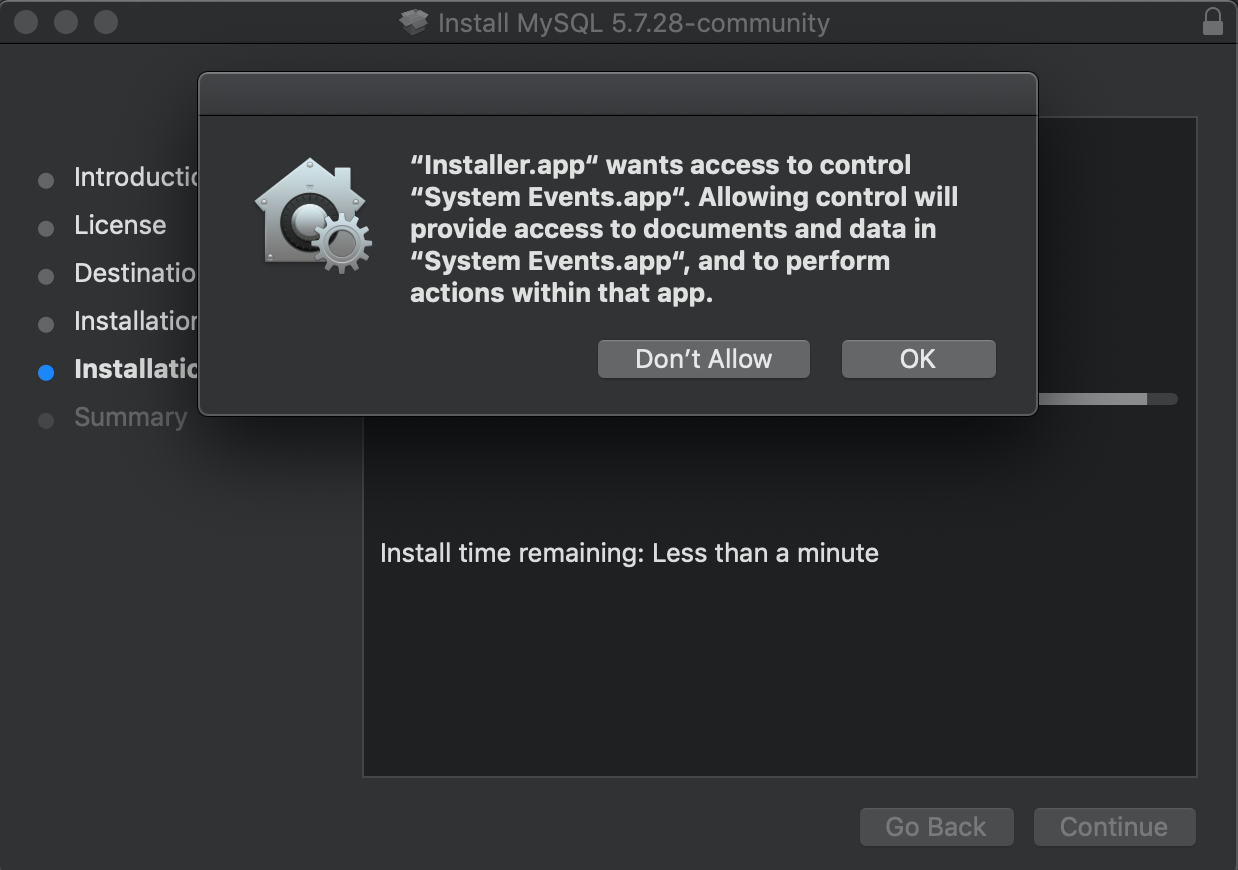 Install MySQL 5.7.28-community
“Installer.app“ wants access to control
“System Events.app“. Allowing control will
provide access to documents and data in
“System Events.app“, and to perform
actions within that app.
Don’t Allow
OK
Introductio
License
Destinatio
Installation
Installatio
Summary
Install time remaining: Less than a minute
Go Back
Continue